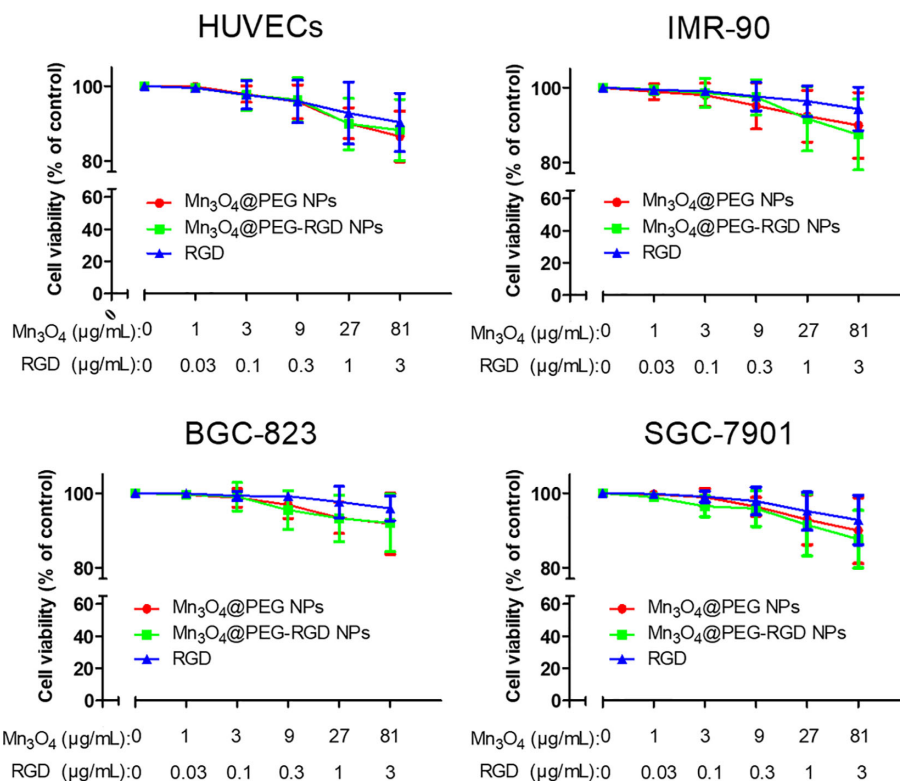 HUVECs
Cell viability (% of control)
100
80
60
40
20
0
0
Mn₃O₄@PEG NPs
Mn₃O₄@PEG-RGD NPs
RGD
Mn₃O₄ (µg/mL):0 1 3 9 27 81
RGD (µg/mL):0 0.03 0.1 0.3 1 3
IMR-90
Cell viability (% of control)
100
80
60
40
20
0
Mn₃O₄@PEG NPs
Mn₃O₄@PEG-RGD NPs
RGD
Mn₃O₄ (µg/mL):0 1 3 9 27 81
RGD (µg/mL):0 0.03 0.1 0.3 1 3
BGC-823
Cell viability (% of control)
100
80
60
40
20
0
Mn₃O₄@PEG NPs
Mn₃O₄@PEG-RGD NPs
RGD
Mn₃O₄ (µg/mL):0 1 3 9 27 81
RGD (µg/mL):0 0.03 0.1 0.3 1 3
SGC-7901
Cell viability (% of control)
100
80
60
40
20
0
Mn₃O₄@PEG NPs
Mn₃O₄@PEG-RGD NPs
RGD
Mn₃O₄ (µg/mL):0 1 3 9 27 81
RGD (µg/mL):0 0.03 0.1 0.3 1 3